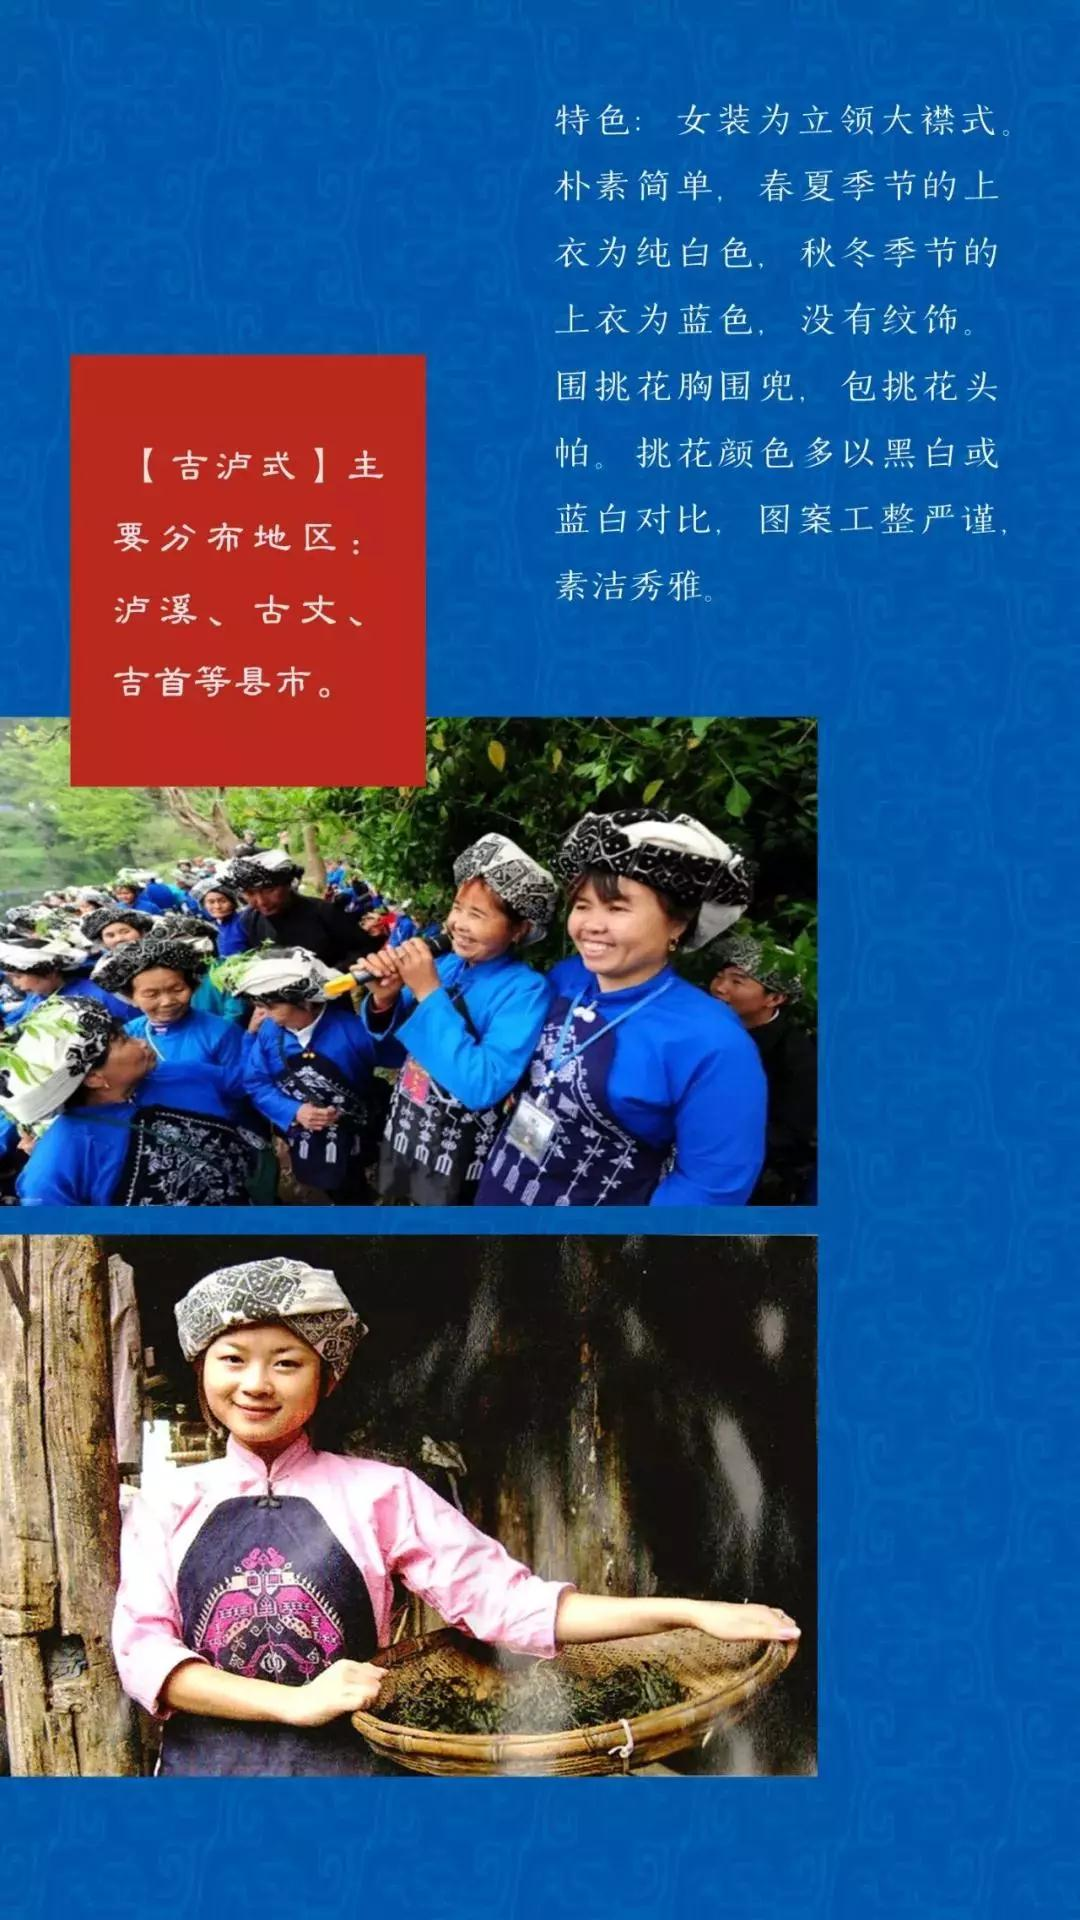 特色：女装为立领大襟式。
朴素简单，春夏季节的上
衣为纯白色，秋冬季节的
上衣为蓝色，没有纹饰。
围挑花胸围兜，包挑花头
帕。挑花颜色多以黑白或
蓝白对比，图案工整严谨，
素洁秀雅。
【吉泸式】主
要分布地区：
泸溪、古丈、
吉首等县市。